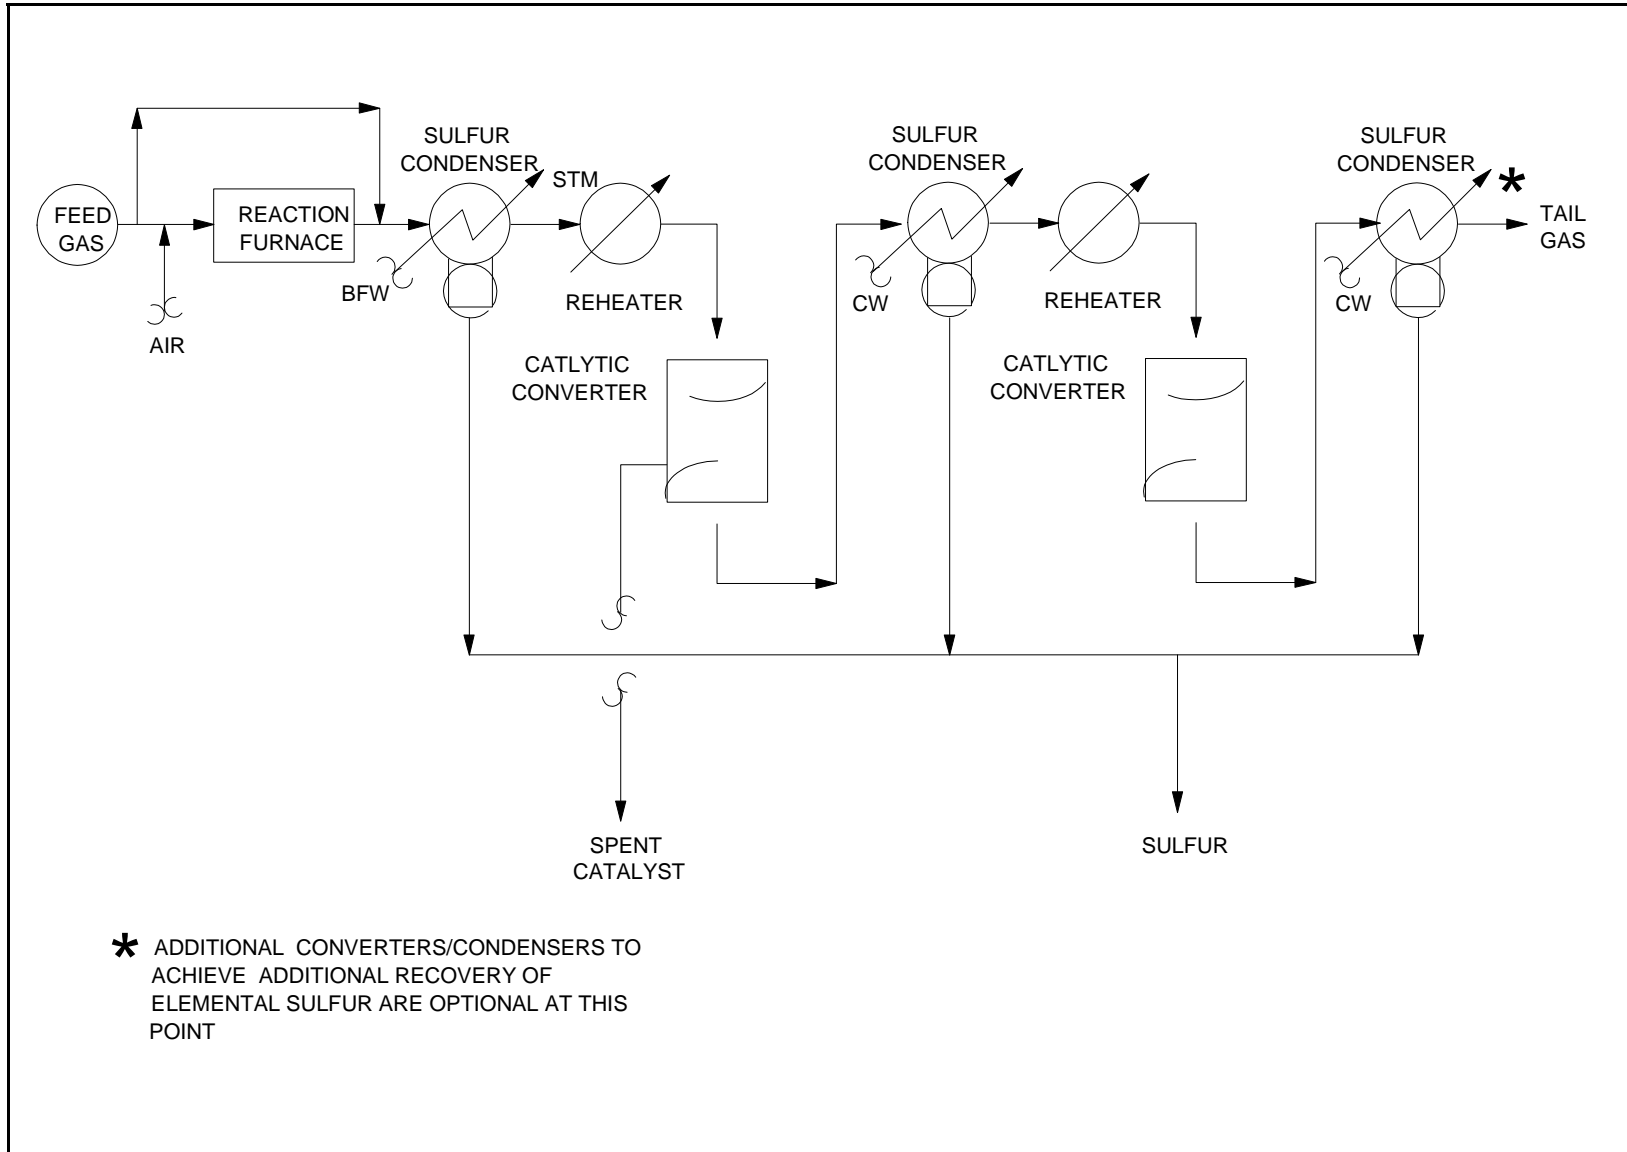 SULFUR
CONDENSER
SULFUR
CONDENSER
SULFUR
CONDENSER
*
STM
FEED
GAS
REACTION
FURNACE
TAIL
GAS
BFW
REHEATER
CW
REHEATER
CW
AIR
CATLYTIC
CONVERTER
CATLYTIC
CONVERTER
SPENT
CATALYST
SULFUR
* ADDITIONAL CONVERTERS/CONDENSERS TO
ACHIEVE ADDITIONAL RECOVERY OF
ELEMENTAL SULFUR ARE OPTIONAL AT THIS
POINT